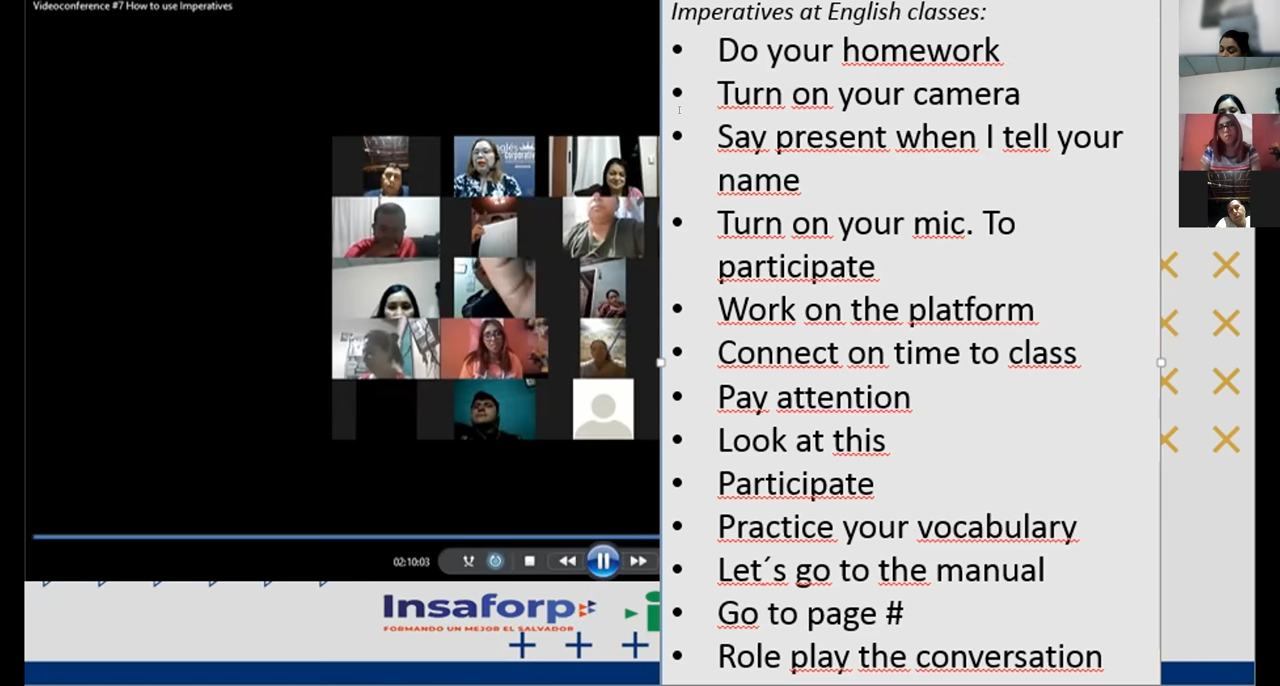 Videoconference #7 How to use Imperatives
Imperatives at English classes:
• Do your homework
• Turn on your camera
• Say present when I tell your
name
• Turn on your mic. To
participate
• Work on the platform
• Connect on time to class
• Pay attention
• Look at this
• Participate
• Practice your vocabulary
• Let´s go to the manual
• Go to page #
• Role play the conversation
02:10:03
Insaforp
FORMANDO UN MEJOR EL SALVADOR